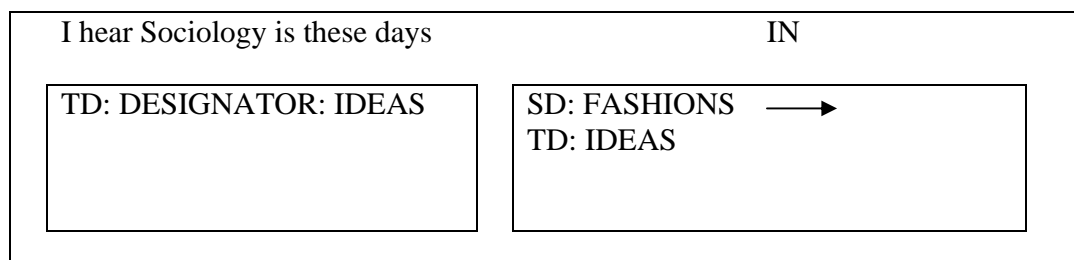 I hear Sociology is these days IN
TD: DESIGNATOR: IDEAS SD: FASHIONS →
TD: IDEAS